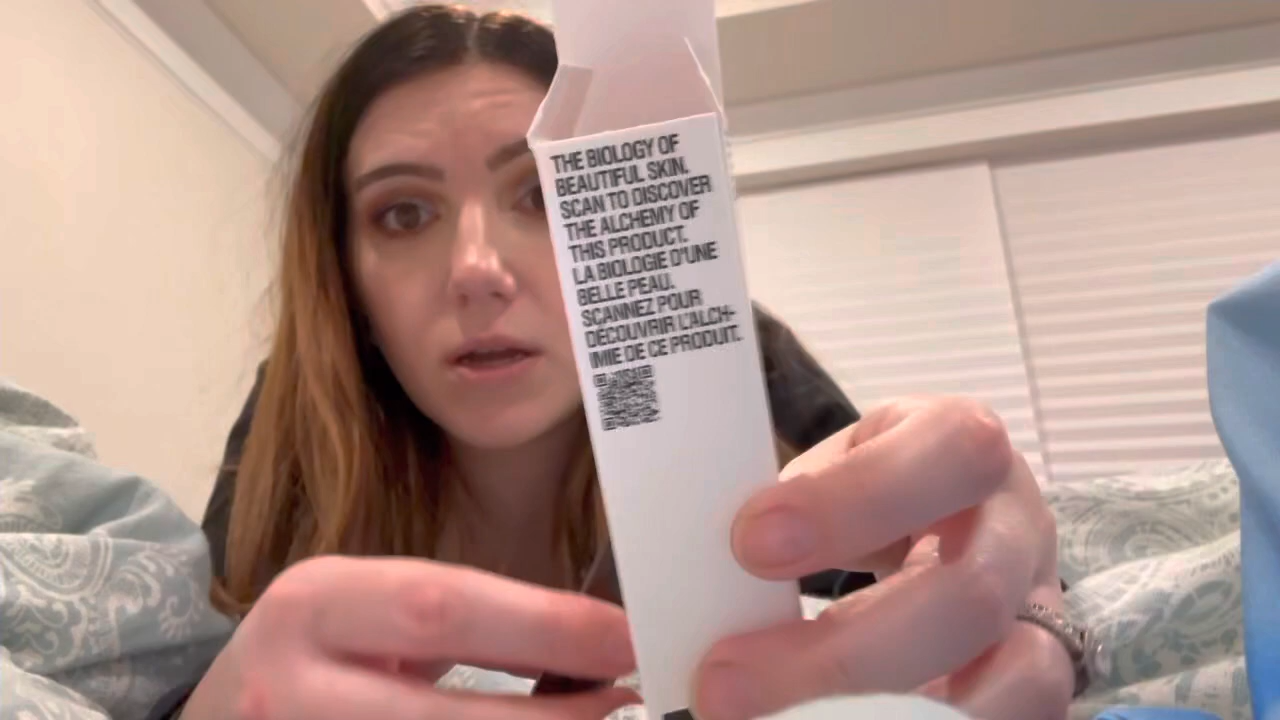 THE BIOLOGY OF
BEAUTIFUL SKIN.
SCAN TO DISCOVER
THE ALCHEMY OF
THIS PRODUCT.
LA BIOLOGIE D'UNE
BELLE PEAU.
SCANNEZ POUR
DÉCOUVRIR L'ALCH-
IMIE DE CE PRODUIT.